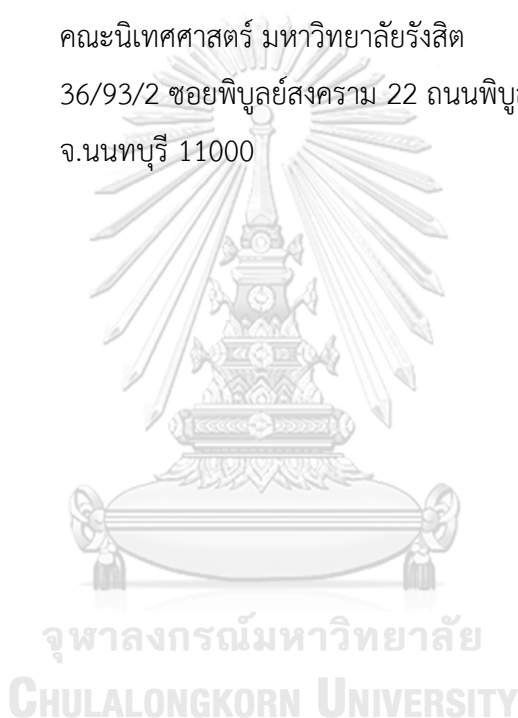 คณะนิเทศศาสตร์ มหาวิทยาลัยรังสิต
36/93/2 ซอยพิบูลย์สงคราม 22 ถนน
จ.นนทบุรี 11000
จุฬาลงกรณ์มหาวิทยาลัย
CHULALONGKORN UNIVERSITY